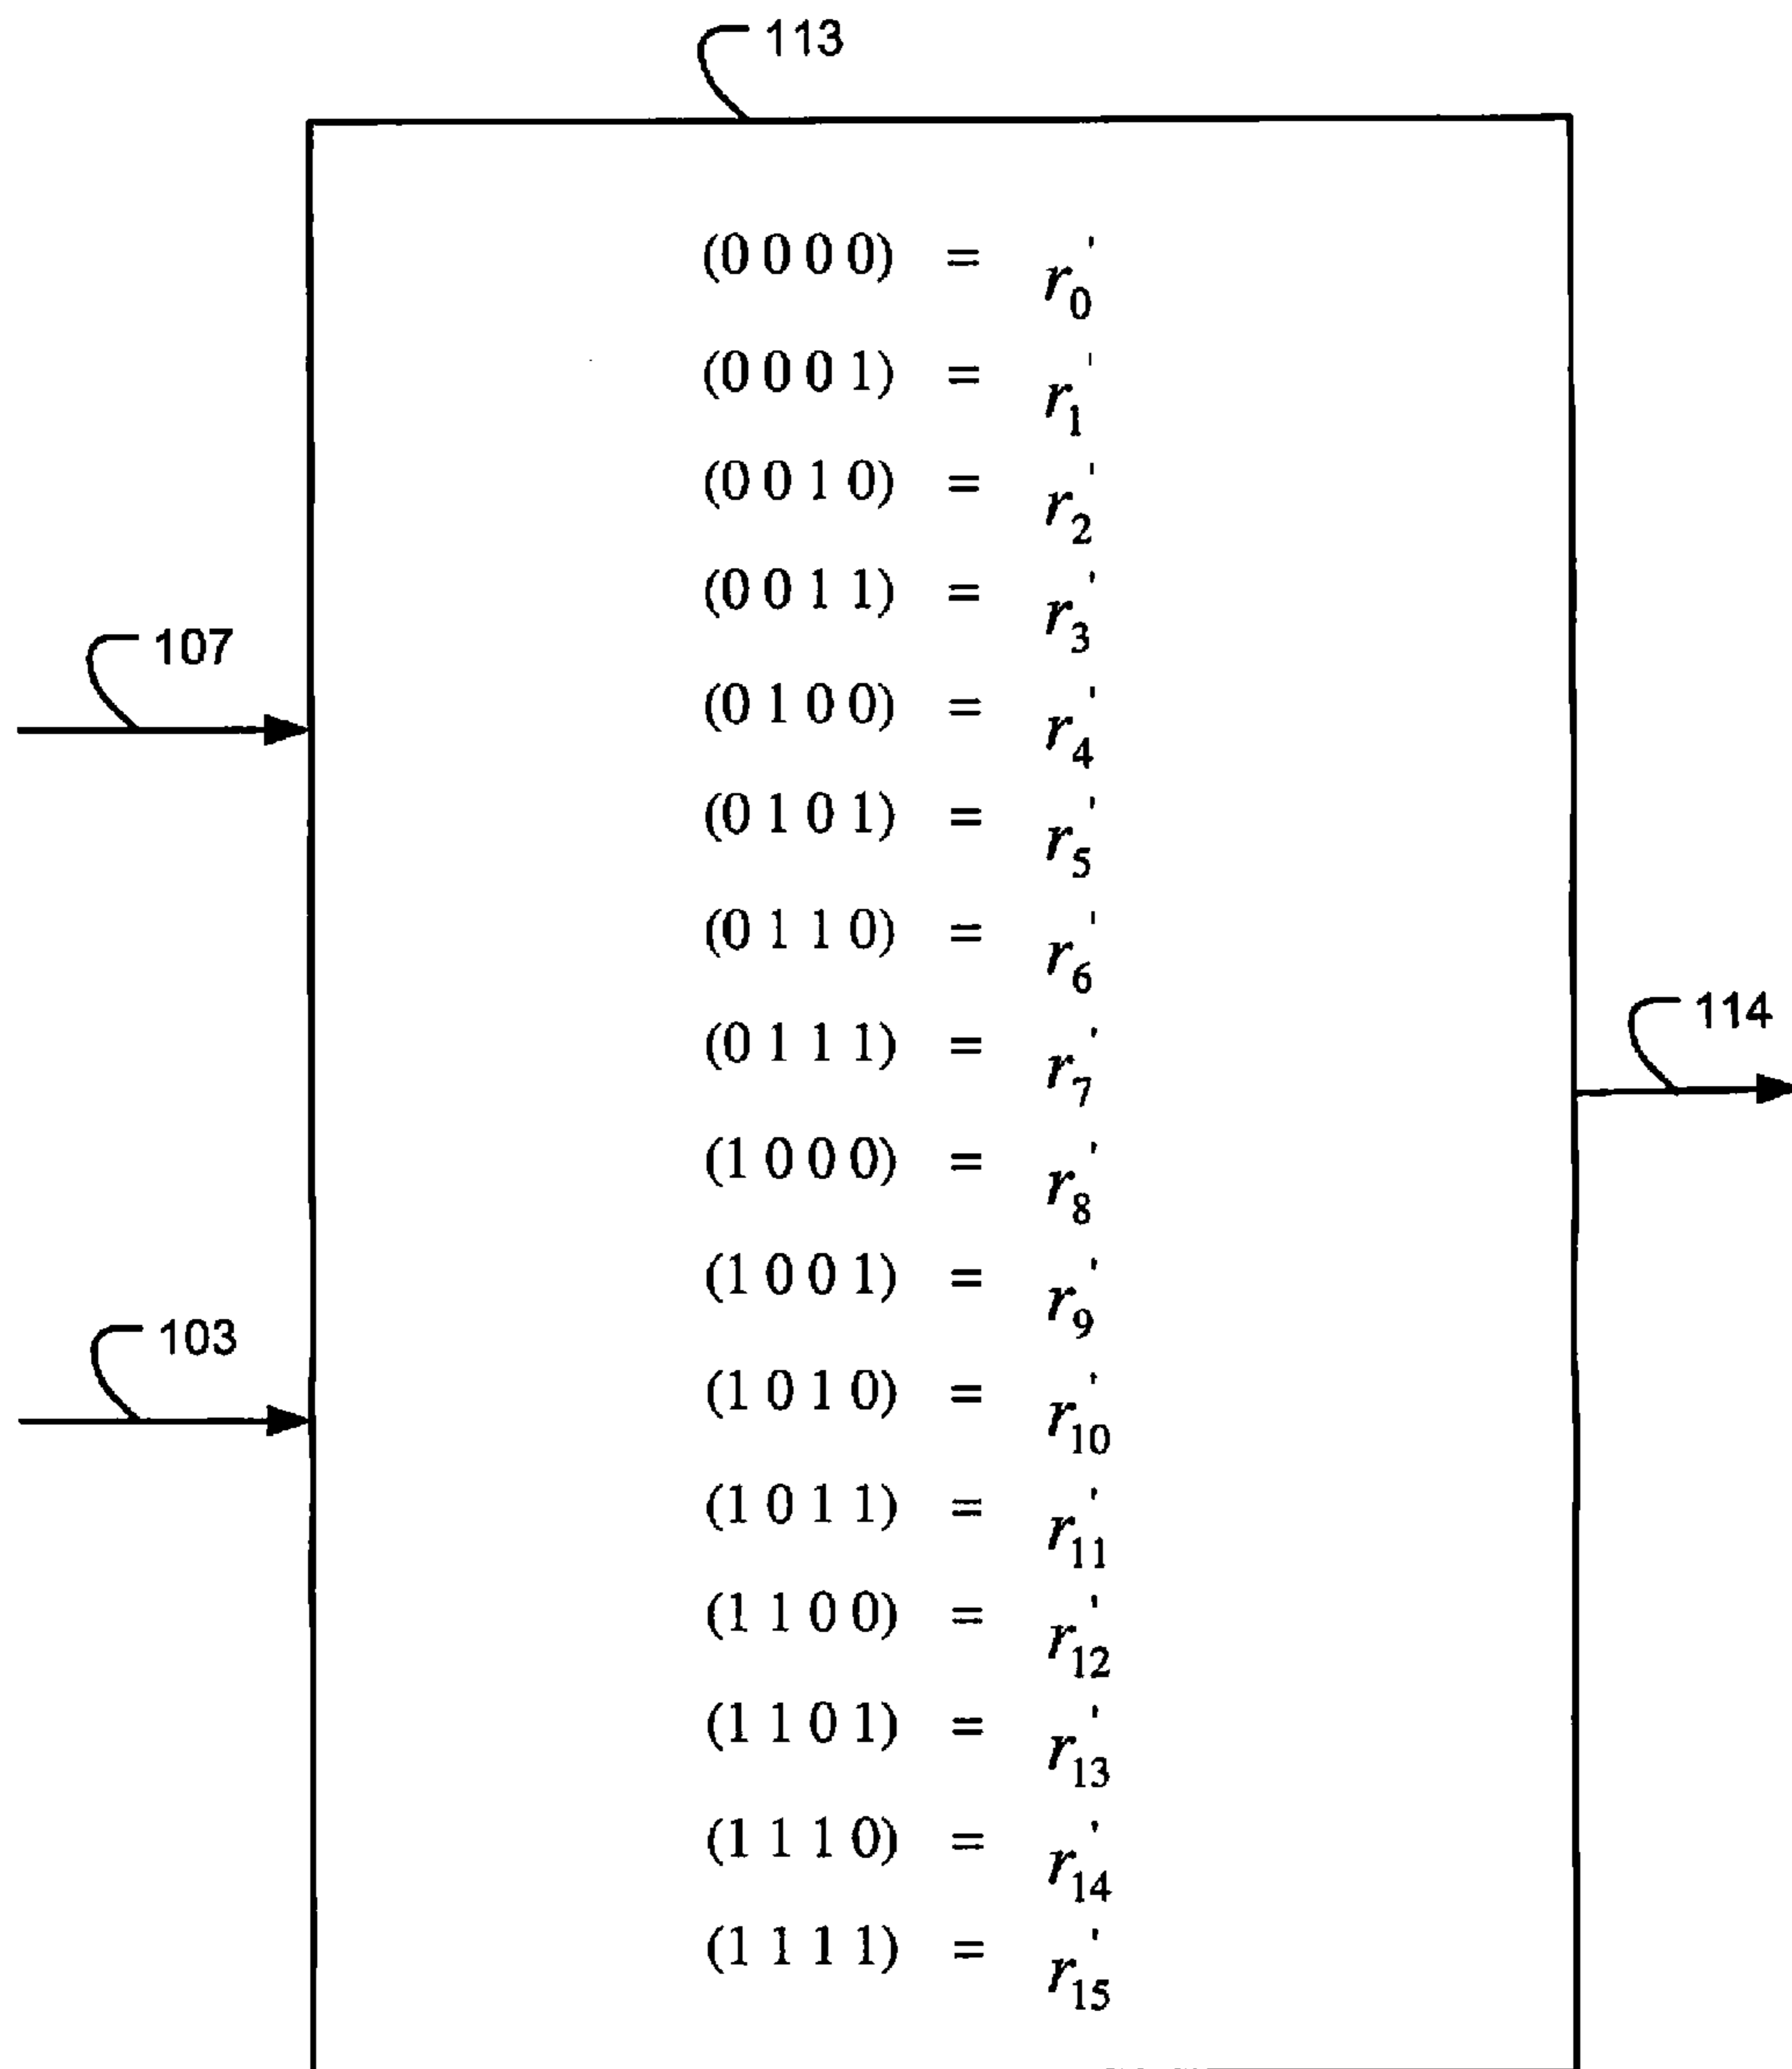 113
(0 0 0 0) = r₀'
(0 0 0 1) = r₁'
(0 0 1 0) = r₂'
(0 0 1 1) = r₃'
107
(0 1 0 0) = r₄'
(0 1 0 1) = r₅'
(0 1 1 0) = r₆'
114
(0 1 1 1) = r₇'
(1 0 0 0) = r₈'
(1 0 0 1) = r₉'
103
(1 0 1 0) = r₁₀'
(1 0 1 1) = r₁₁'
(1 1 0 0) = r₁₂'
(1 1 0 1) = r₁₃'
(1 1 1 0) = r₁₄'
(1 1 1 1) = r₁₅'